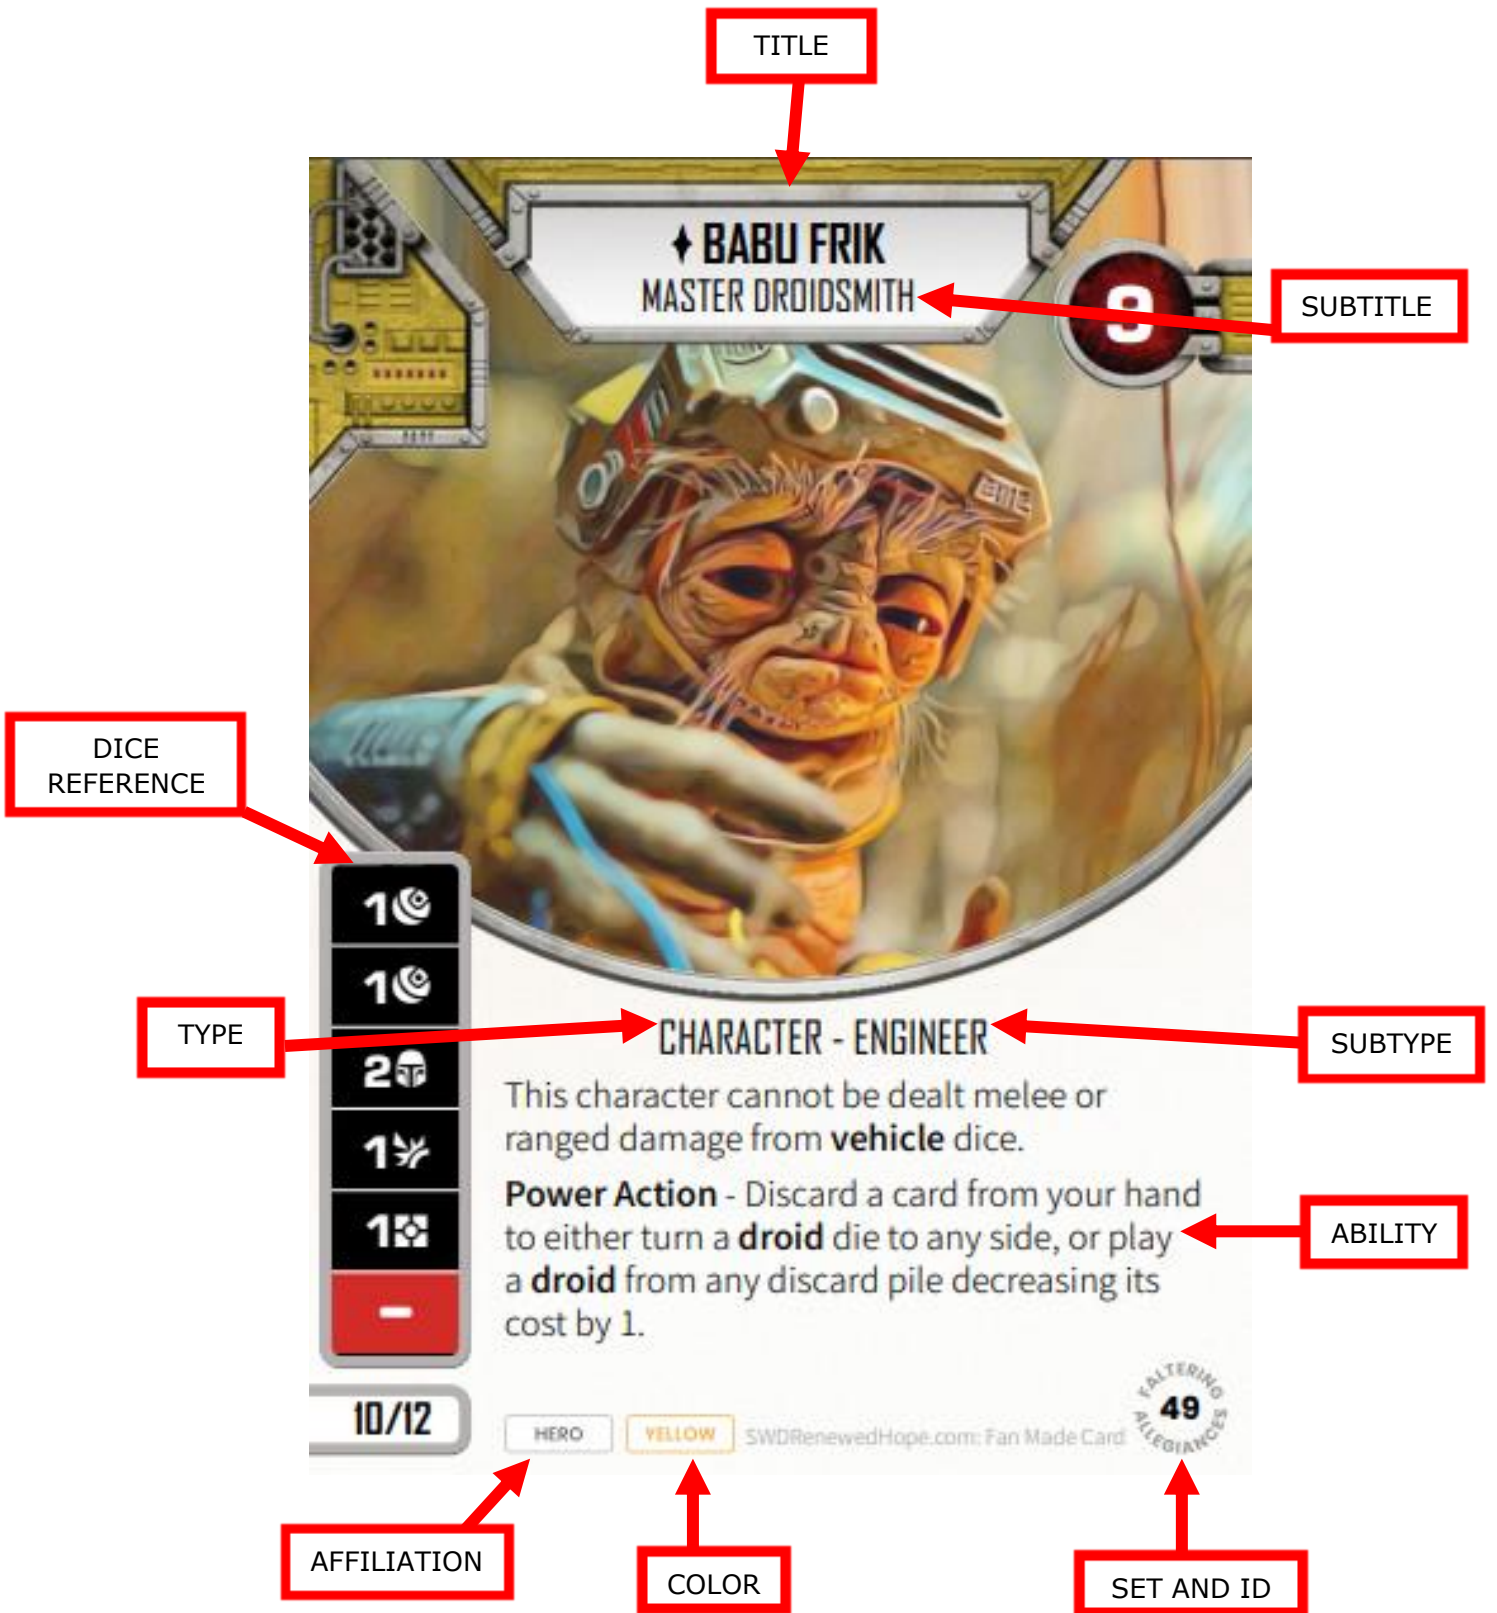 TITLE
BABU FRIK
MASTER DROIDSMITH
9
SUBTITLE
DICE
REFERENCE
1
1
2
1
1
-
TYPE
CHARACTER - ENGINEER
SUBTYPE
This character cannot be dealt melee or
ranged damage from vehicle dice.
Power Action - Discard a card from your hand
to either turn a droid die to any side, or play
a droid from any discard pile decreasing its
cost by 1.
ABILITY
10/12
HERO
YELLOW
SWDRenewedHope.com: Fan Made Card
FALTERING
49
ALLEGIANCES
AFFILIATION
COLOR
SET AND ID